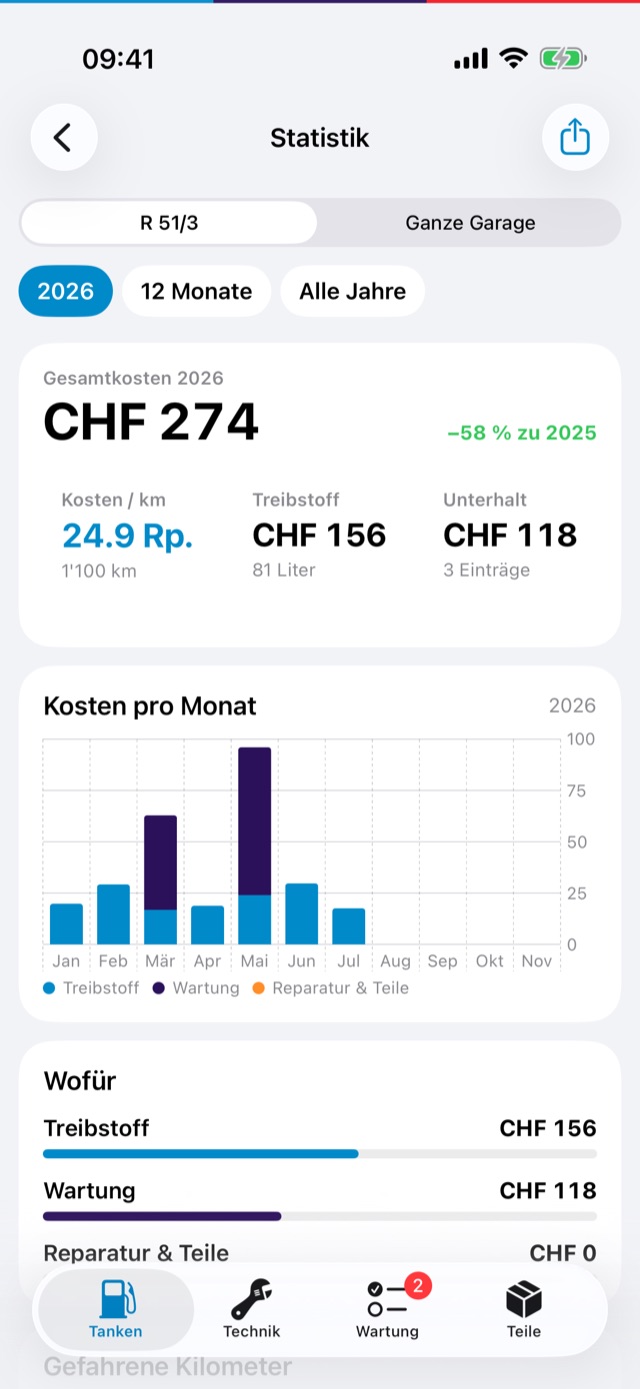 09:41
Statistik
R 51/3 Ganze Garage
2026 12 Monate Alle Jahre
Gesamtkosten 2026
CHF 274 –58 % zu 2025
Kosten / km Treibstoff Unterhalt
24.9 Rp. CHF 156 CHF 118
1'100 km 81 Liter 3 Einträge
Kosten pro Monat 2026
100
75
50
25
0
Jan Feb Mär Apr Mai Jun Jul Aug Sep Okt Nov
Treibstoff Wartung Reparatur & Teile
Wofür
Treibstoff CHF 156
Wartung CHF 118
Reparatur & Teile CHF 0
2
Tanken Technik Wartung Teile
Gefahrene Kilometer